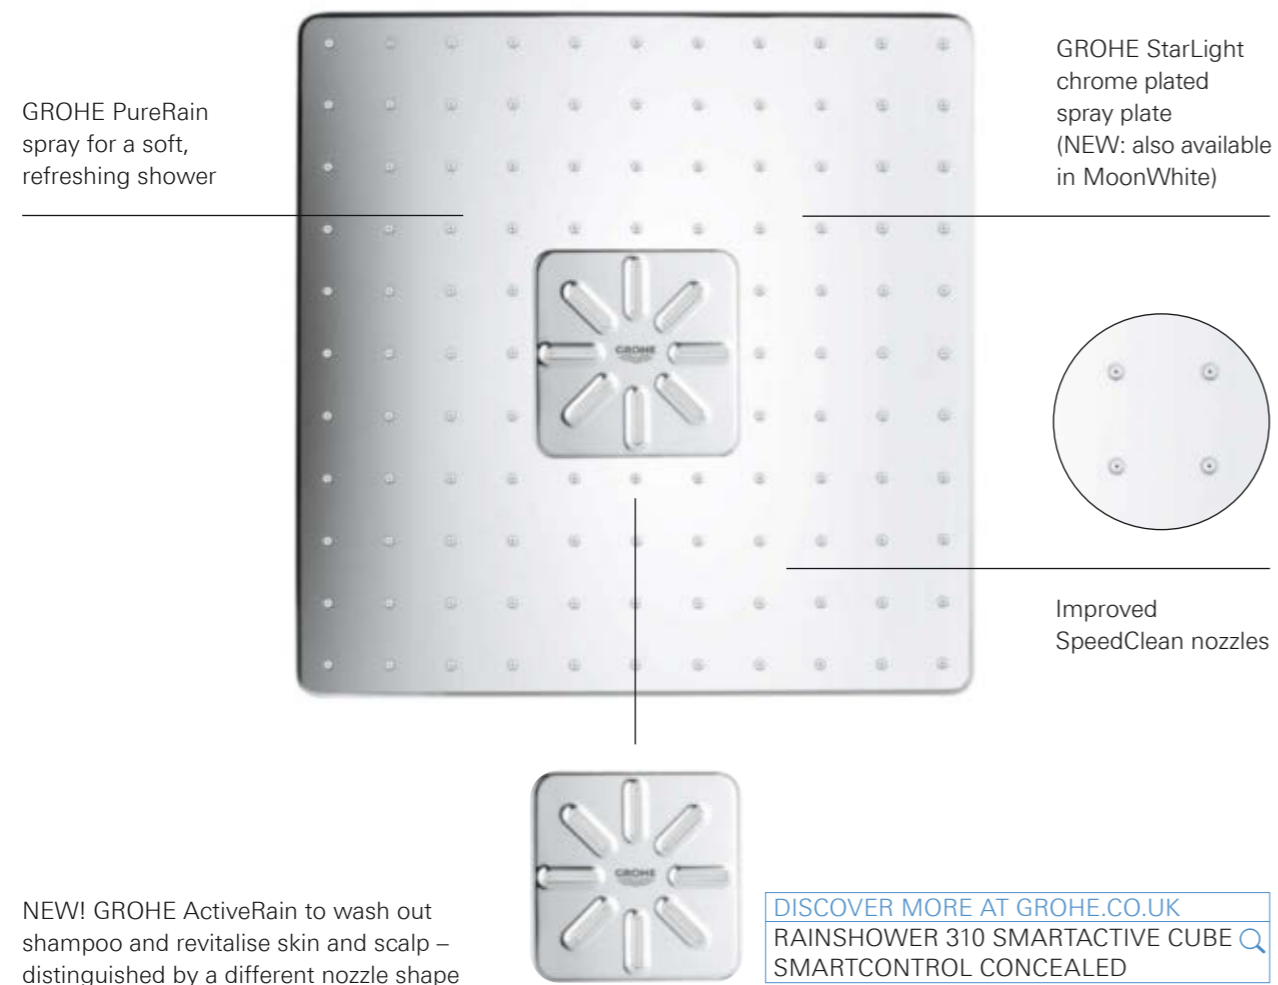 GROHE PureRain
spray for a soft,
refreshing shower
GROHE StarLight
chrome plated
spray plate
(NEW: also available
in MoonWhite)
GROHE
Improved
SpeedClean nozzles
GROHE
NEW! GROHE ActiveRain to wash out
shampoo and revitalise skin and scalp –
distinguished by a different nozzle shape
DISCOVER MORE AT GROHE.CO.UK
RAINSHOWER 310 SMARTACTIVE CUBE
SMARTCONTROL CONCEALED